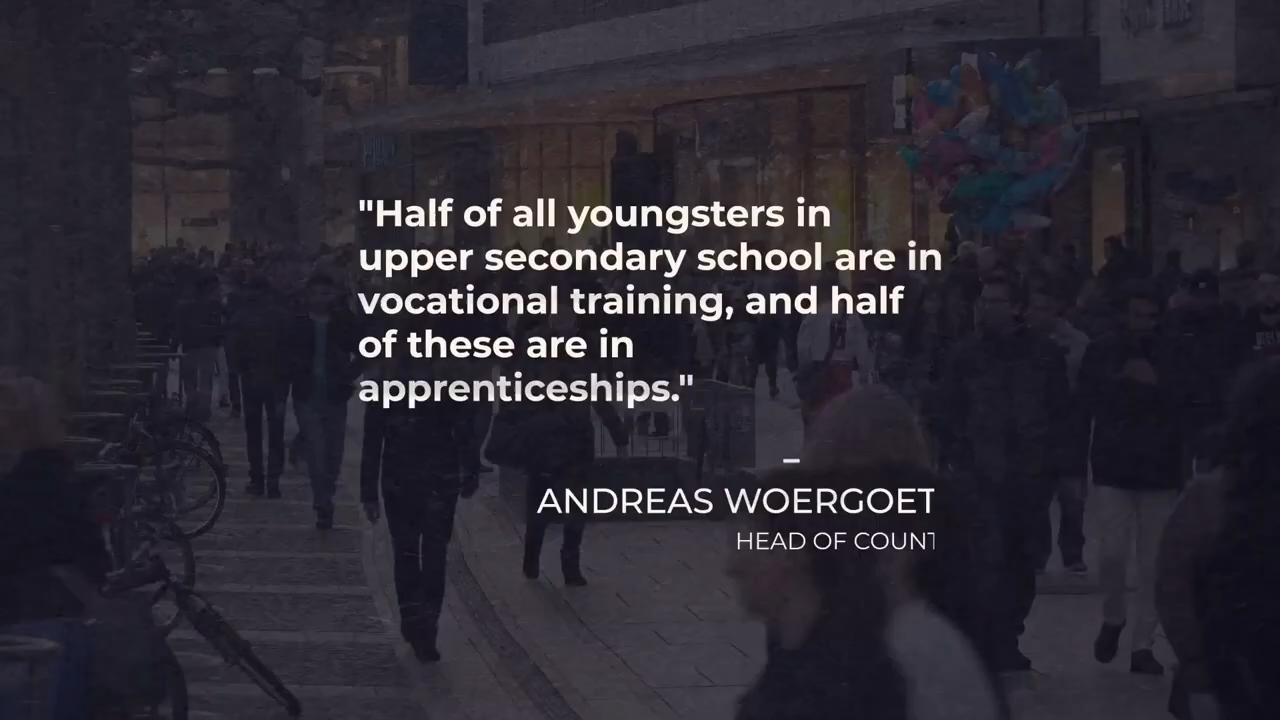 "Half of all youngsters in
upper secondary school are in
vocational training, and half
of these are in
apprenticeships."
–
ANDREAS WOERGOET
HEAD OF COUNT